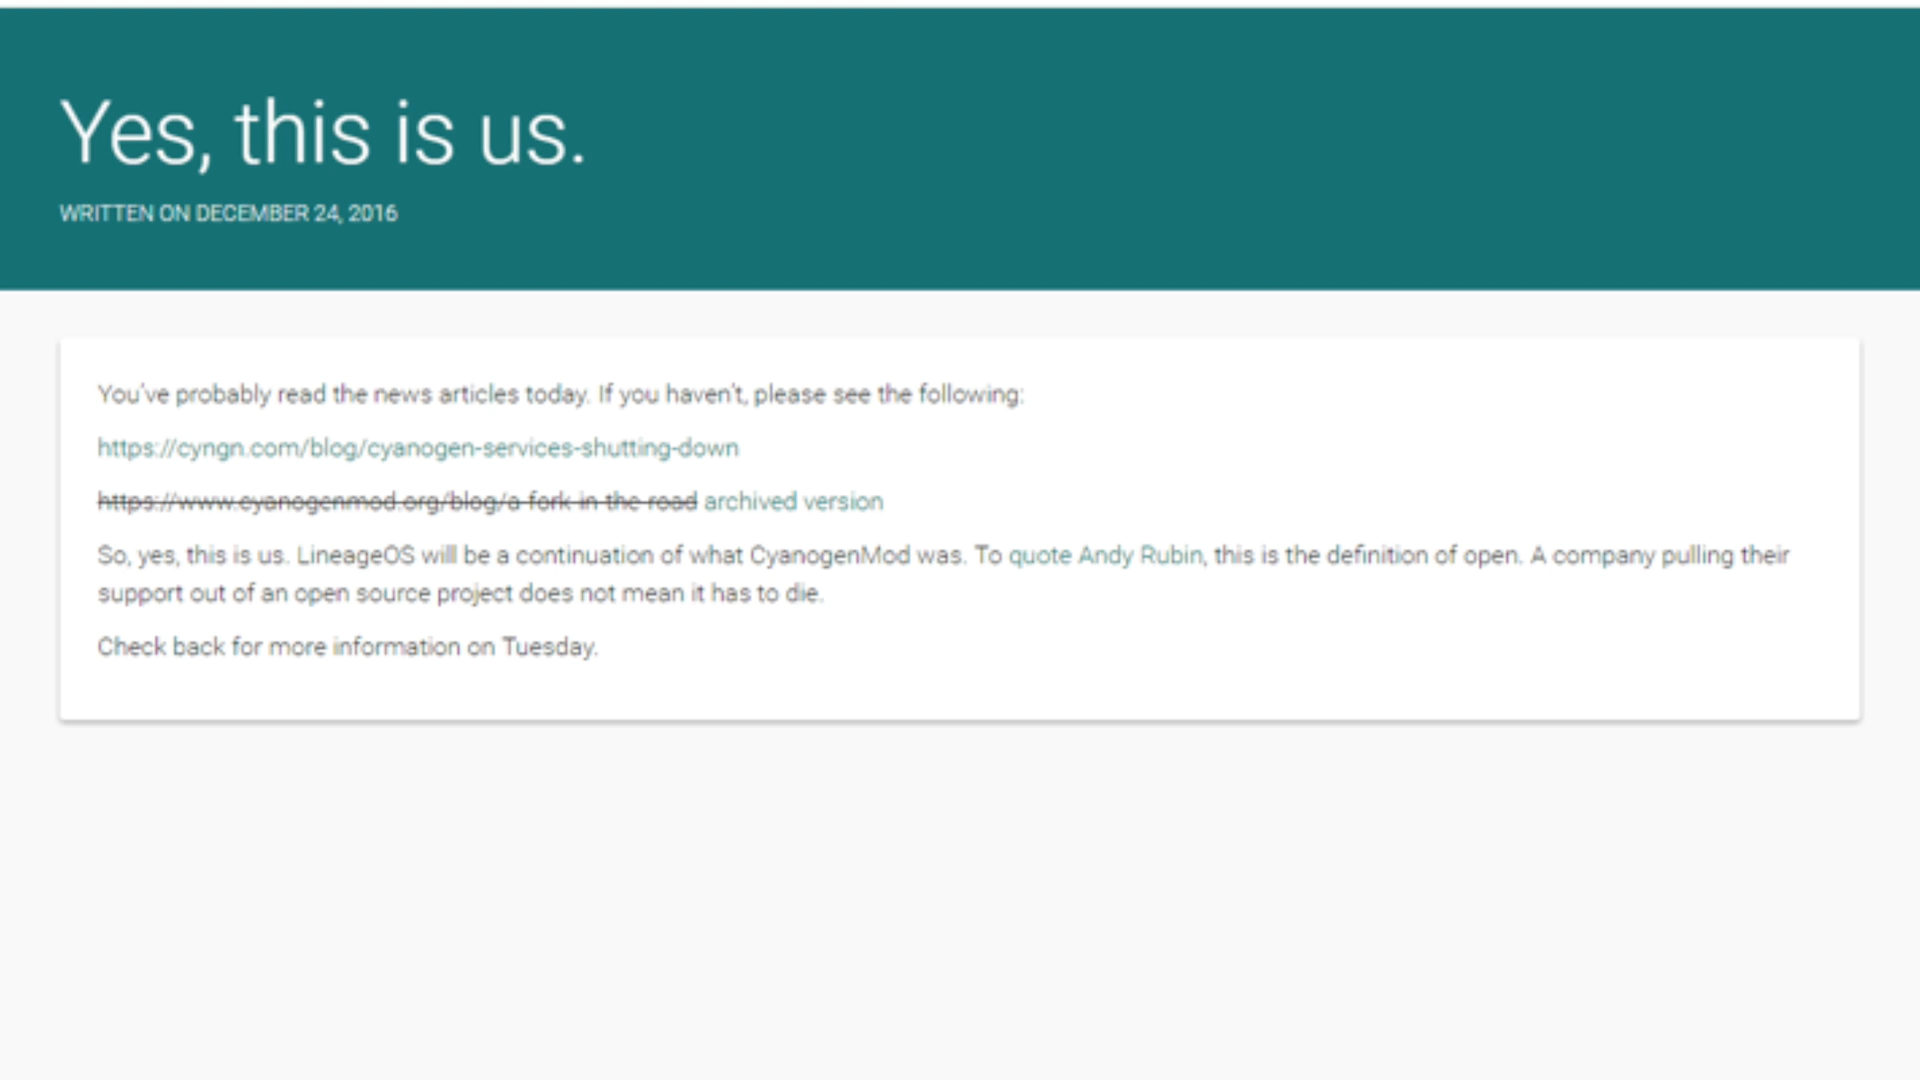 Yes, this is us.
WRITTEN ON DECEMBER 24, 2016
You've probably read the news articles today. If you haven't, please see the following:
https://cyngn.com/blog/cyanogen-services-shutting-down
https://www.cyanogenmod.org/blog/a-fork-in-the-road archived version
So, yes, this is us. LineageOS will be a continuation of what CyanogenMod was. To quote Andy Rubin, this is the definition of open. A company pulling their
support out of an open source project does not mean it has to die.
Check back for more information on Tuesday.